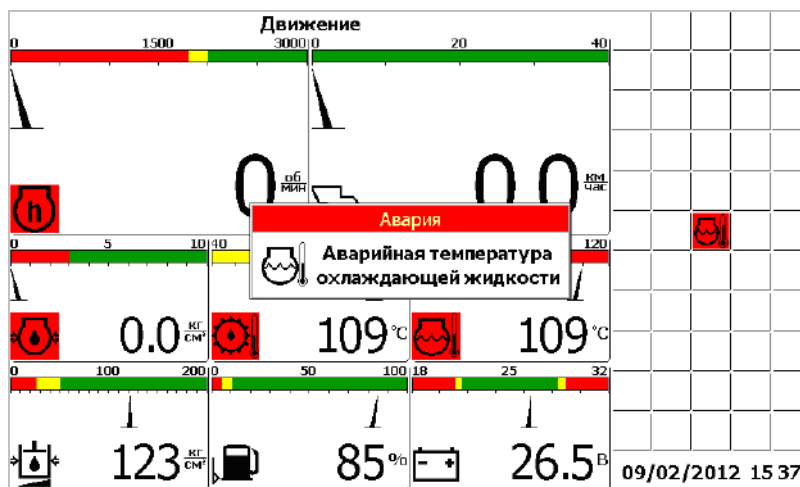 Движение
0 1500 3000
0 20 40
h
0 об/мин
0 0 км/час
Авария
Аварийная температура
охлаждающей жидкости
0 5 10
40
120
0.0 кг/см²
109 °C
109 °C
0 100 200
0 50 100
18 25 32
123 кг/см²
85 %
26.5 В
09/02/2012 15 37